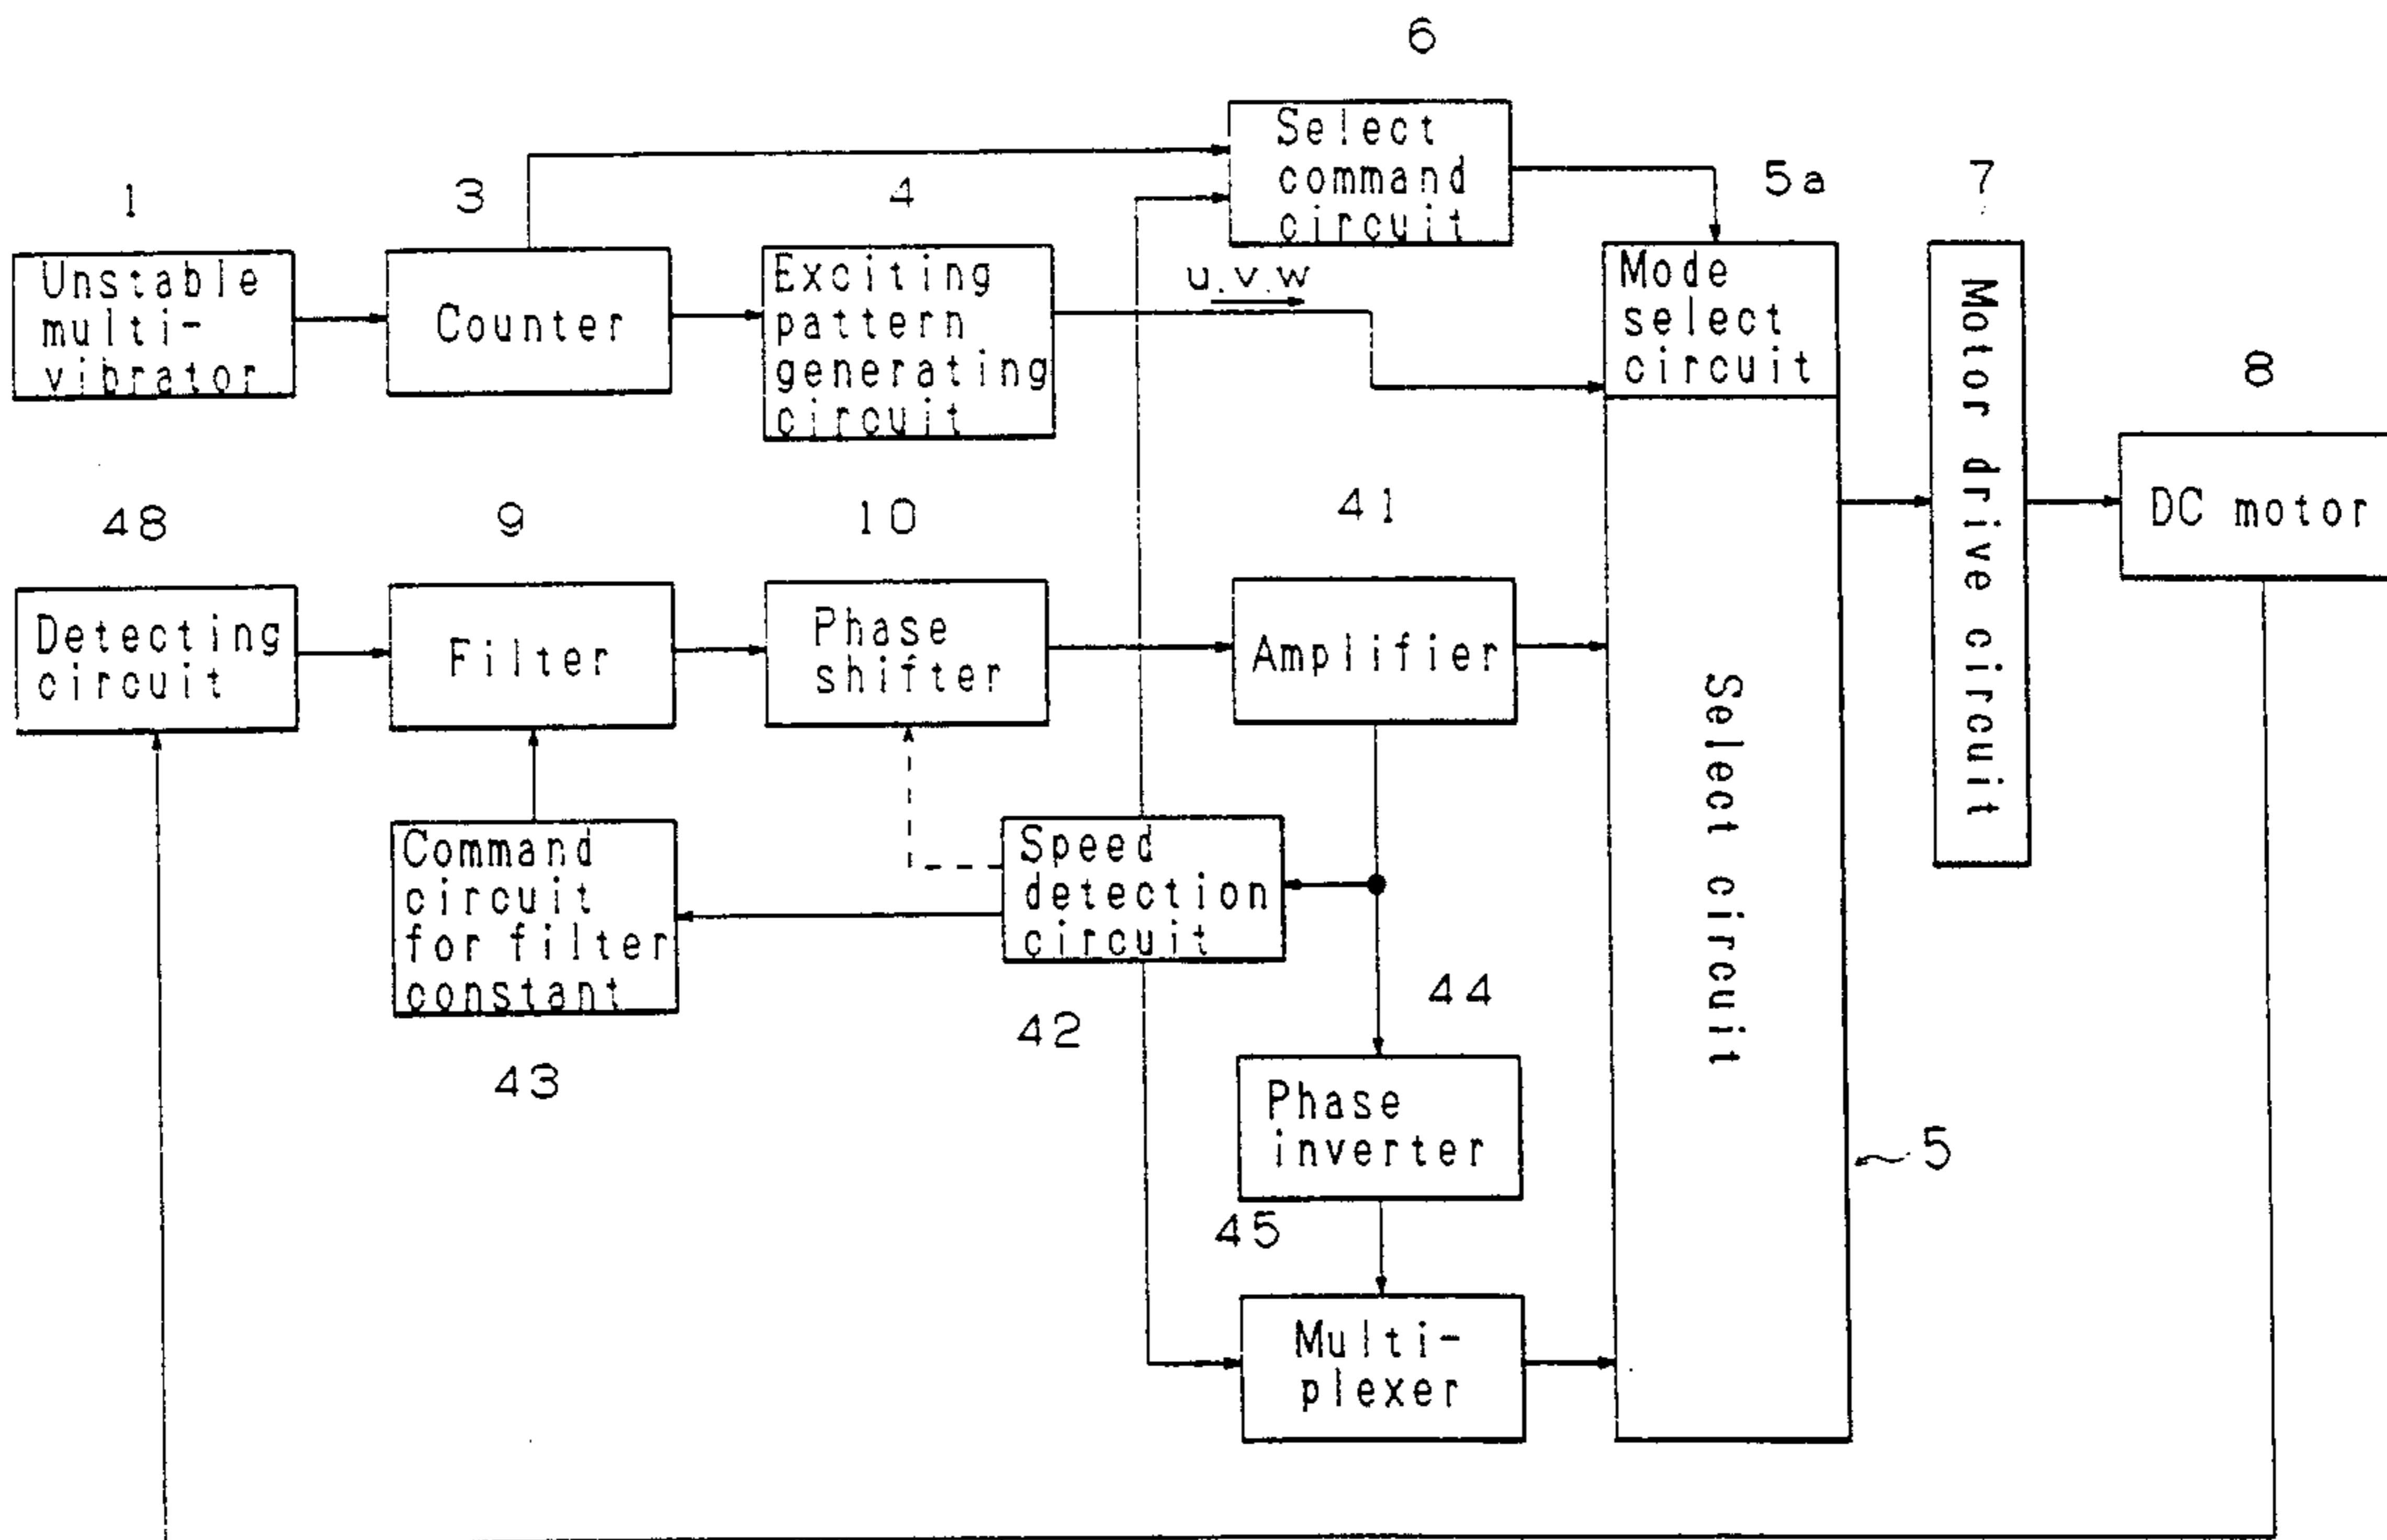 6
Select
command
circuit
5a
7
1
3
4
Unstable
multi-
vibrator
Counter
Exciting
pattern
generating
circuit
u.v.w
Mode
select
circuit
Motor drive circuit
8
DC motor
48
9
10
41
Detecting
circuit
Filter
Phase
shifter
Amplifier
Select circuit
Command
circuit
for filter
constant
Speed
detection
circuit
44
42
43
Phase
inverter
5
45
Multi-
plexer